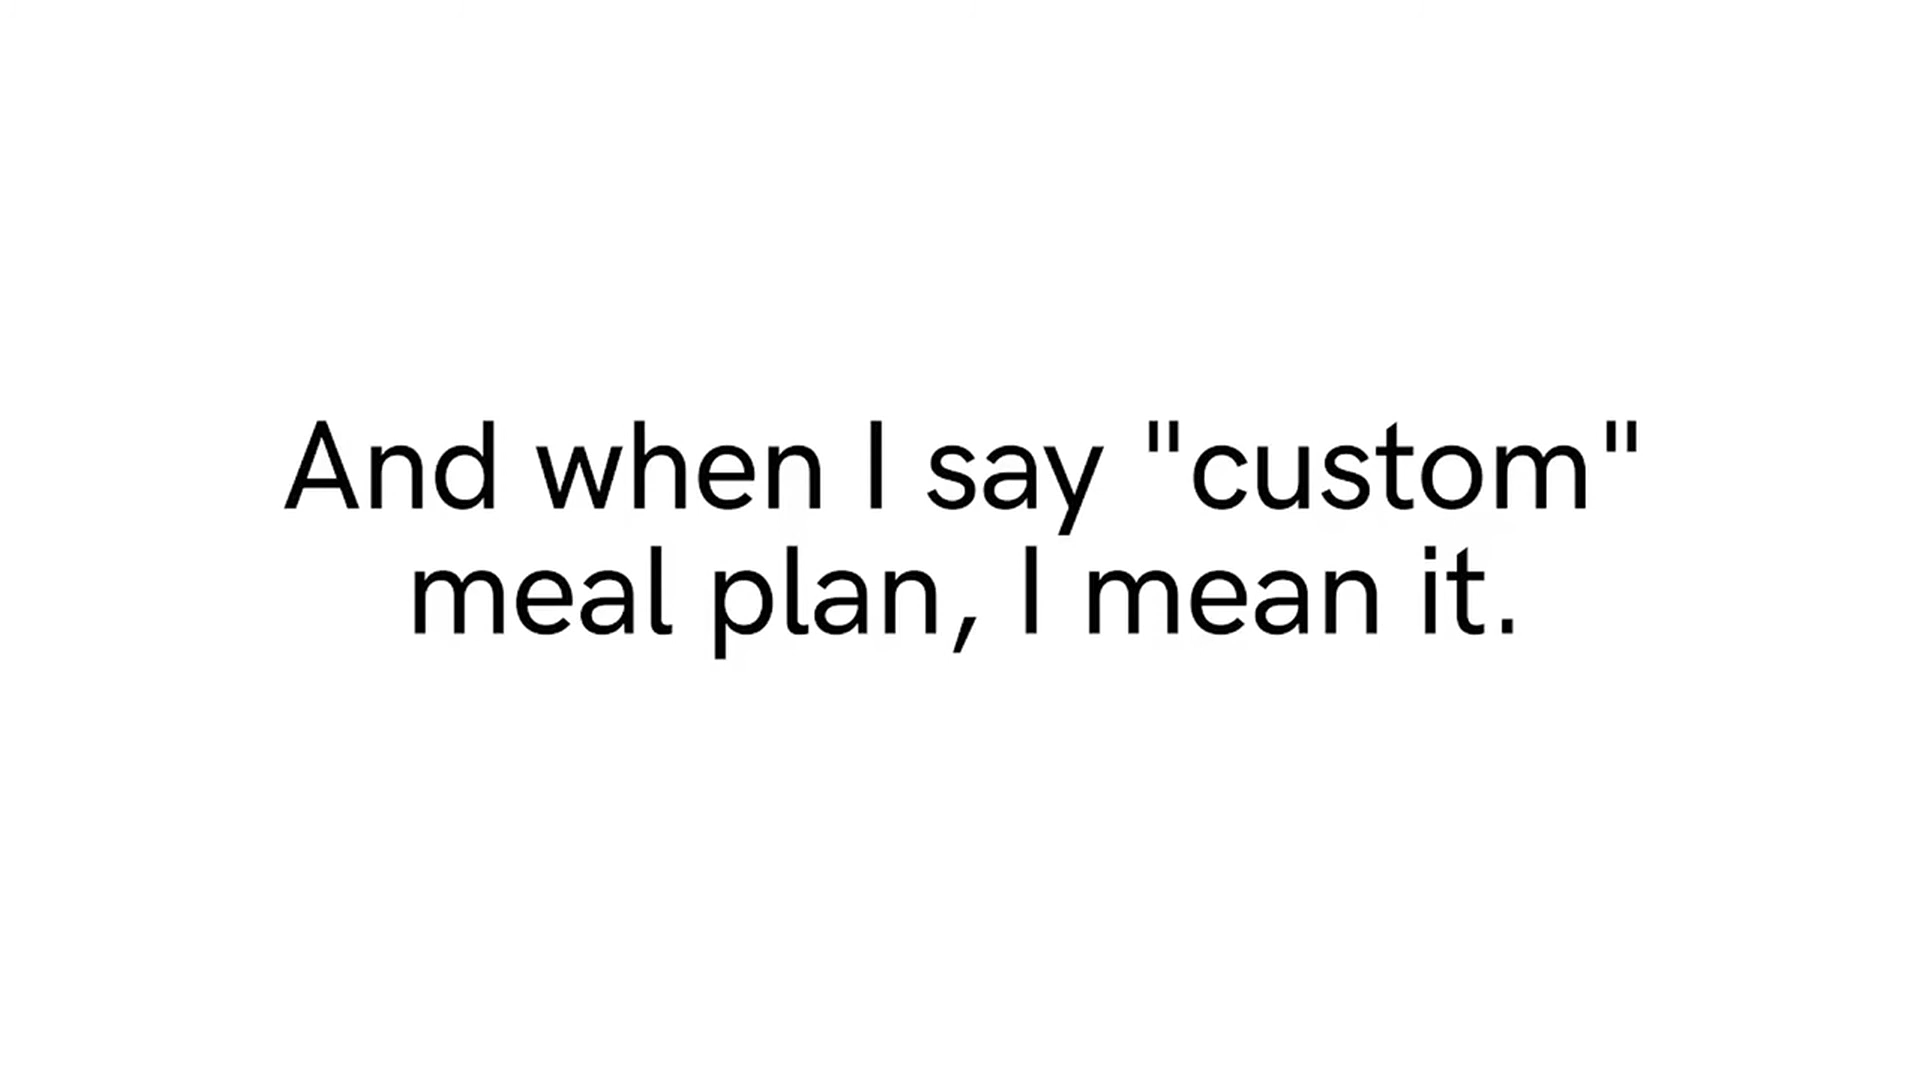 And when I say "custom"
meal plan, I mean it.